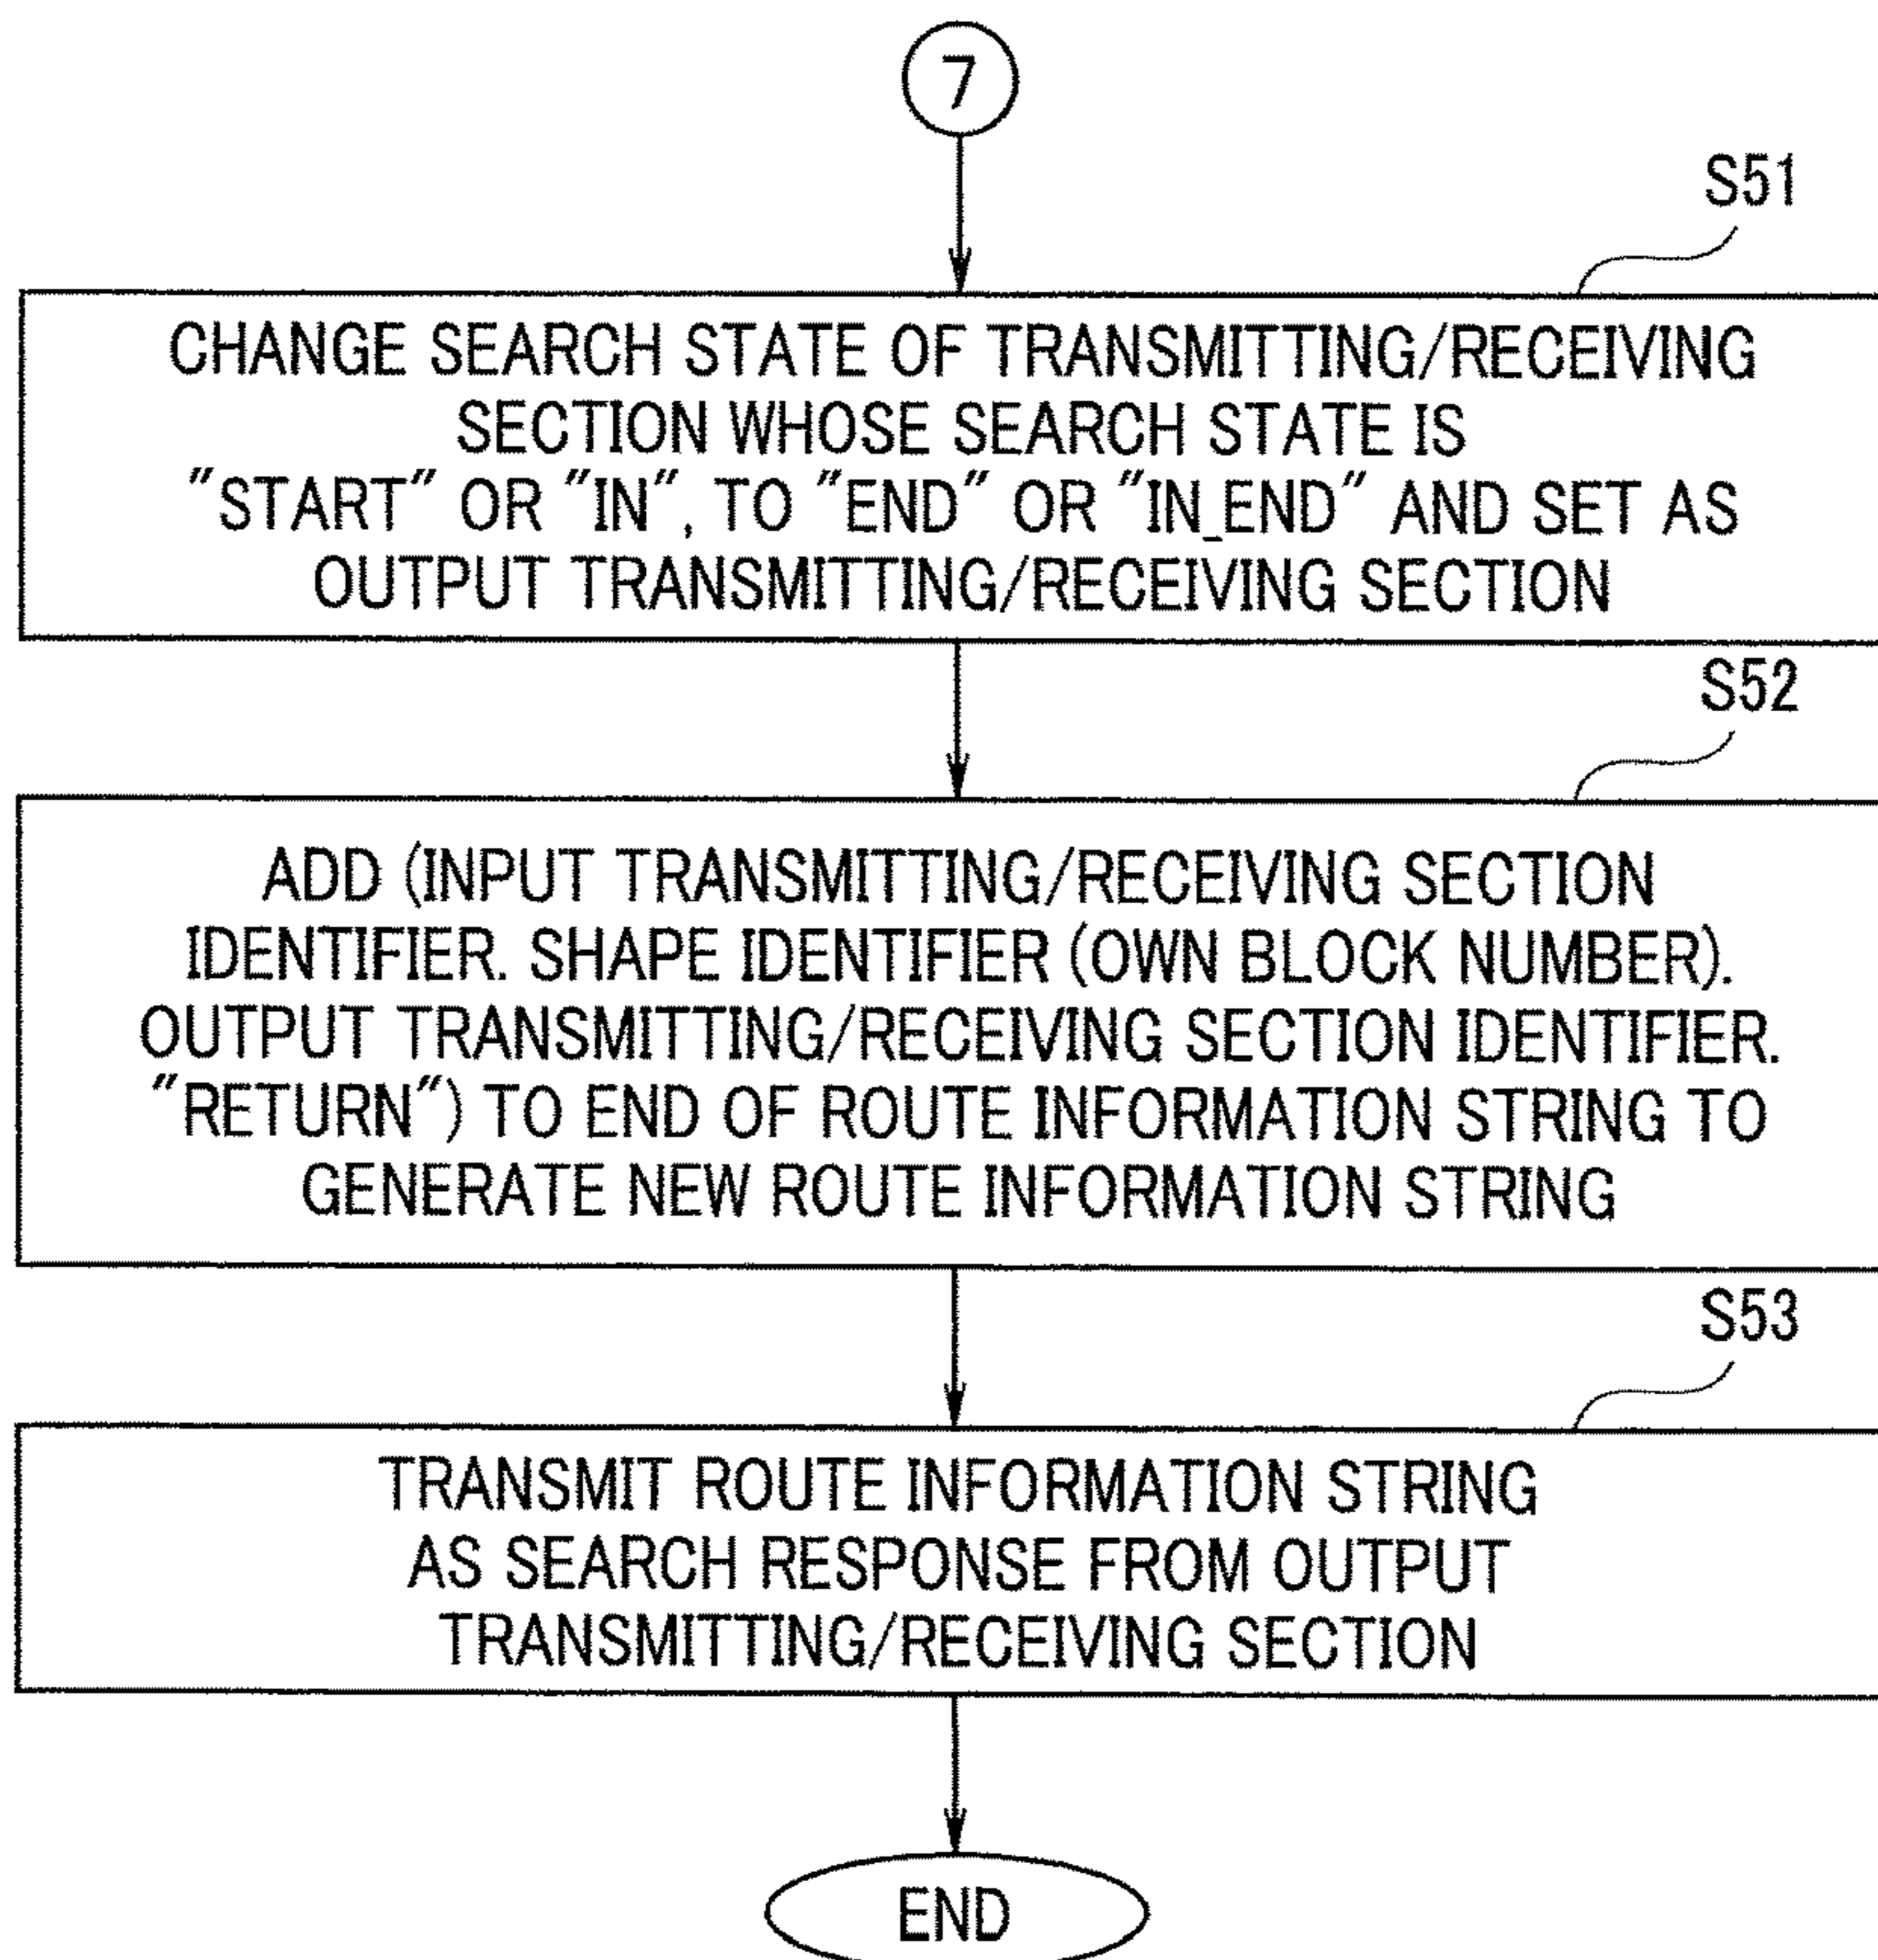 7
S51
CHANGE SEARCH STATE OF TRANSMITTING/RECEIVING
SECTION WHOSE SEARCH STATE IS
"START" OR "IN", TO "END" OR "IN_END" AND SET AS
OUTPUT TRANSMITTING/RECEIVING SECTION
S52
ADD (INPUT TRANSMITTING/RECEIVING SECTION
IDENTIFIER. SHAPE IDENTIFIER (OWN BLOCK NUMBER).
OUTPUT TRANSMITTING/RECEIVING SECTION IDENTIFIER.
"RETURN") TO END OF ROUTE INFORMATION STRING TO
GENERATE NEW ROUTE INFORMATION STRING
S53
TRANSMIT ROUTE INFORMATION STRING
AS SEARCH RESPONSE FROM OUTPUT
TRANSMITTING/RECEIVING SECTION
END